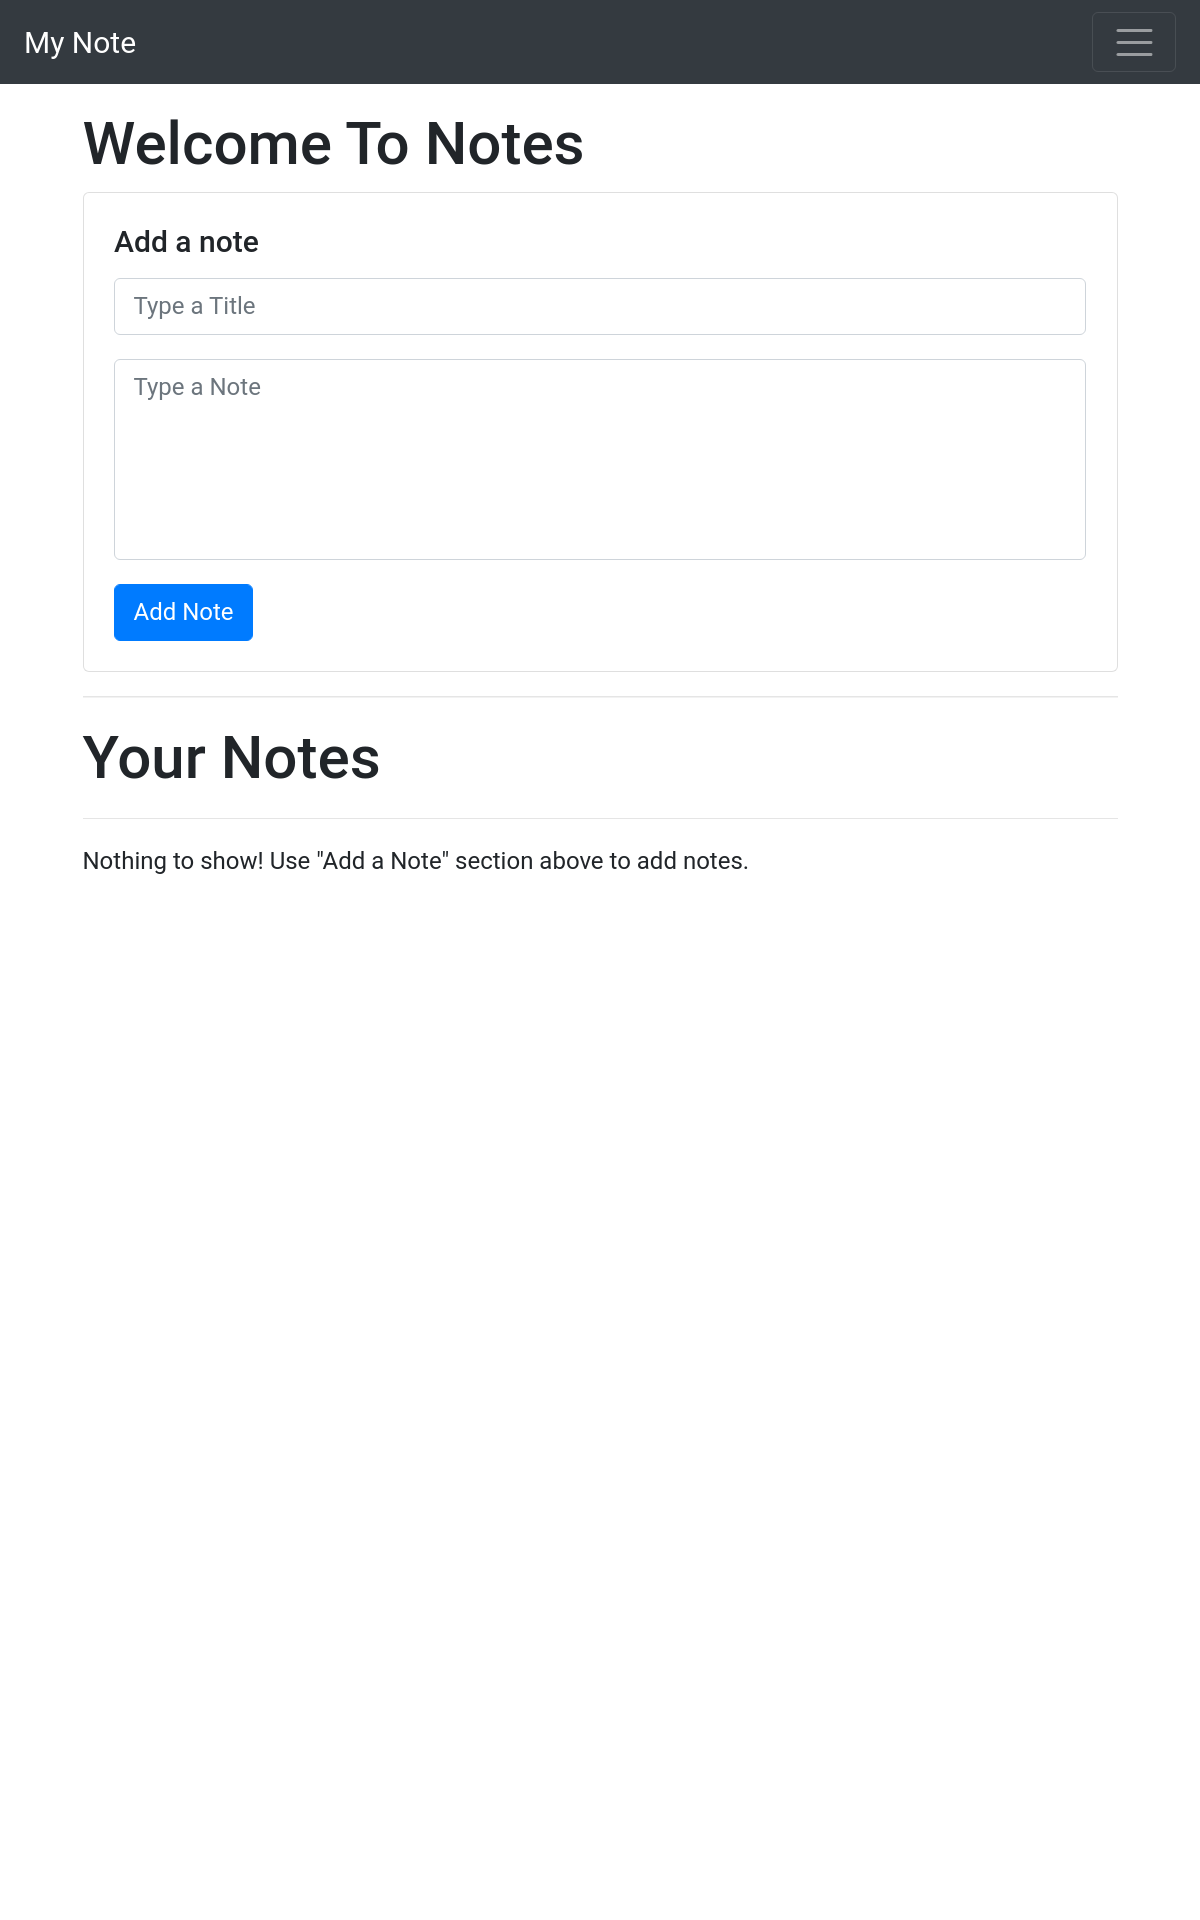 My Note
Welcome To Notes
Add a note
Type a Title
Type a Note
Add Note
Your Notes
Nothing to show! Use "Add a Note" section above to add notes.